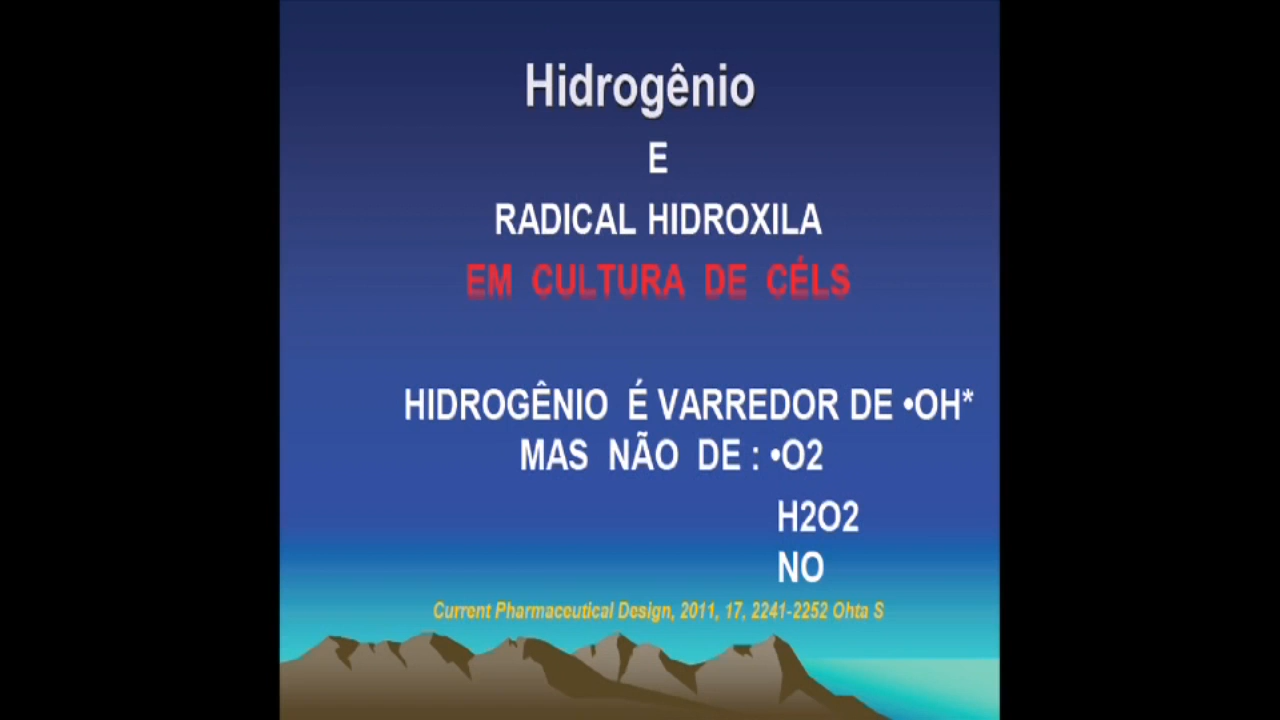 Hidrogênio
E
RADICAL HIDROXILA
EM CULTURA DE CÉLS
HIDROGÊNIO É VARREDOR DE •OH*
MAS NÃO DE : •O2
H2O2
NO
Current Pharmaceutical Design, 2011, 17, 2241-2252 Ohta S